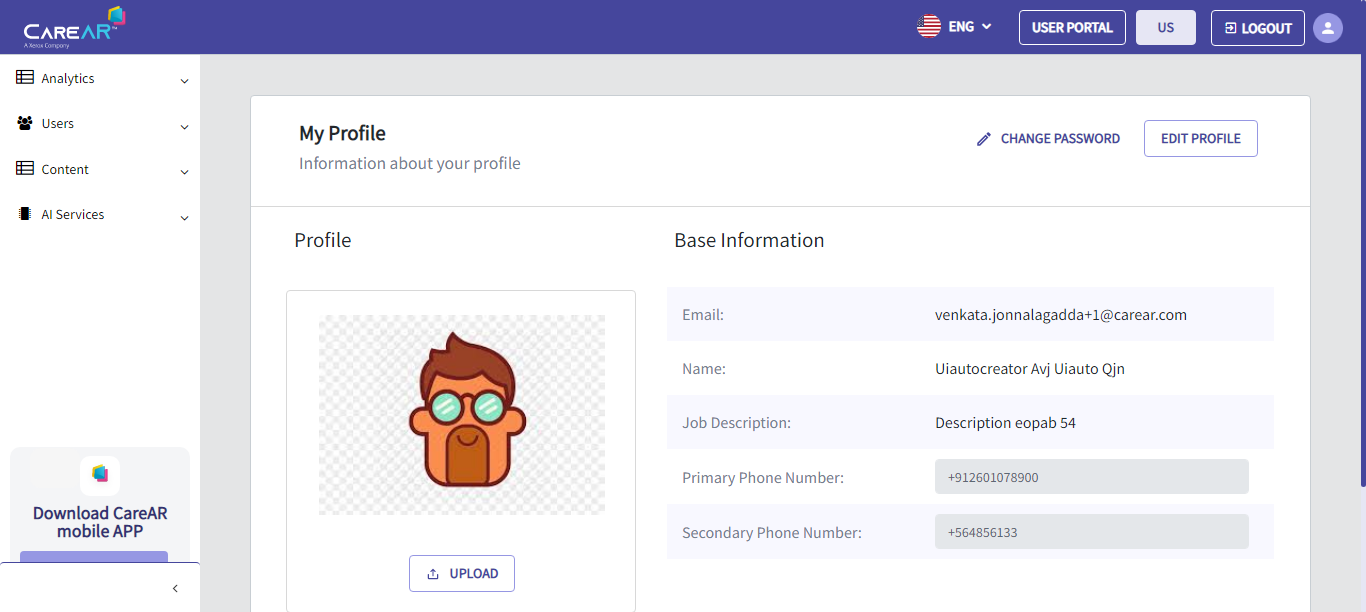 CAREAR™
A Xerox Company
ENG
USER PORTAL
US
LOGOUT
Analytics
Users
Content
AI Services
Download CareAR
mobile APP
My Profile
Information about your profile
CHANGE PASSWORD
EDIT PROFILE
Profile
UPLOAD
Base Information
Email: venkata.jonnalagadda+1@carear.com
Name: Uiautocreator Avj Uiauto Qjn
Job Description: Description eopab 54
Primary Phone Number: +912601078900
Secondary Phone Number: +564856133